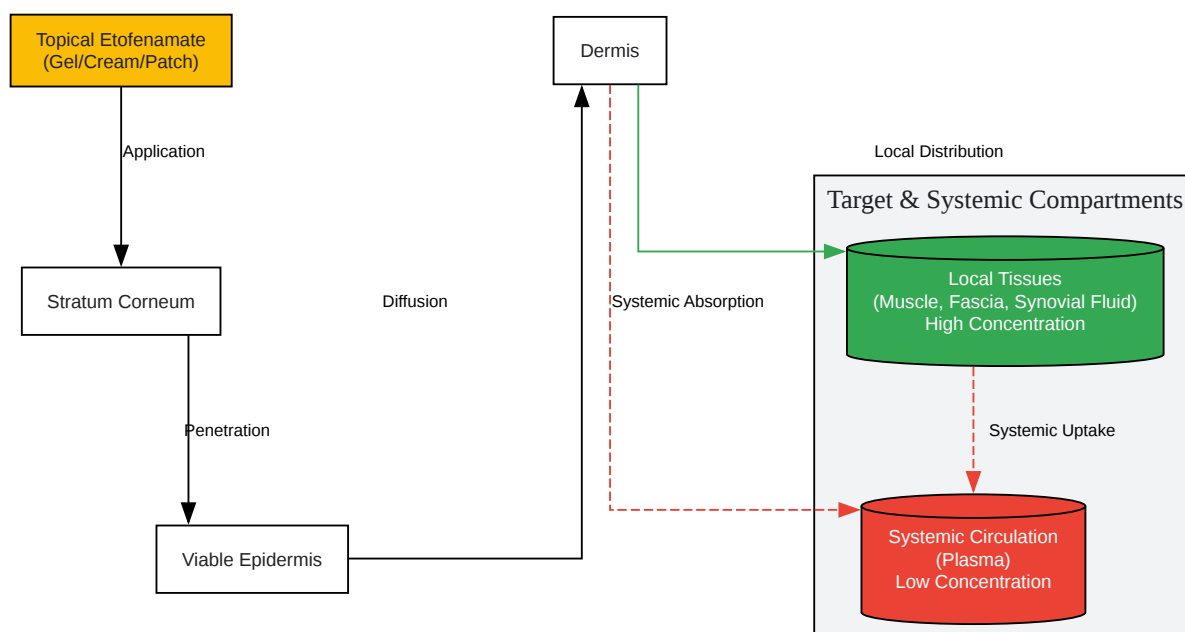 Topical Etofenamate
(Gel/Cream/Patch)
Application
Stratum Corneum
Penetration
Viable Epidermis
Diffusion
Dermis
Systemic Absorption
Local Distribution
Target & Systemic Compartments
Local Tissues
(Muscle, Fascia, Synovial Fluid)
High Concentration
Systemic Uptake
Systemic Circulation
(Plasma)
Low Concentration